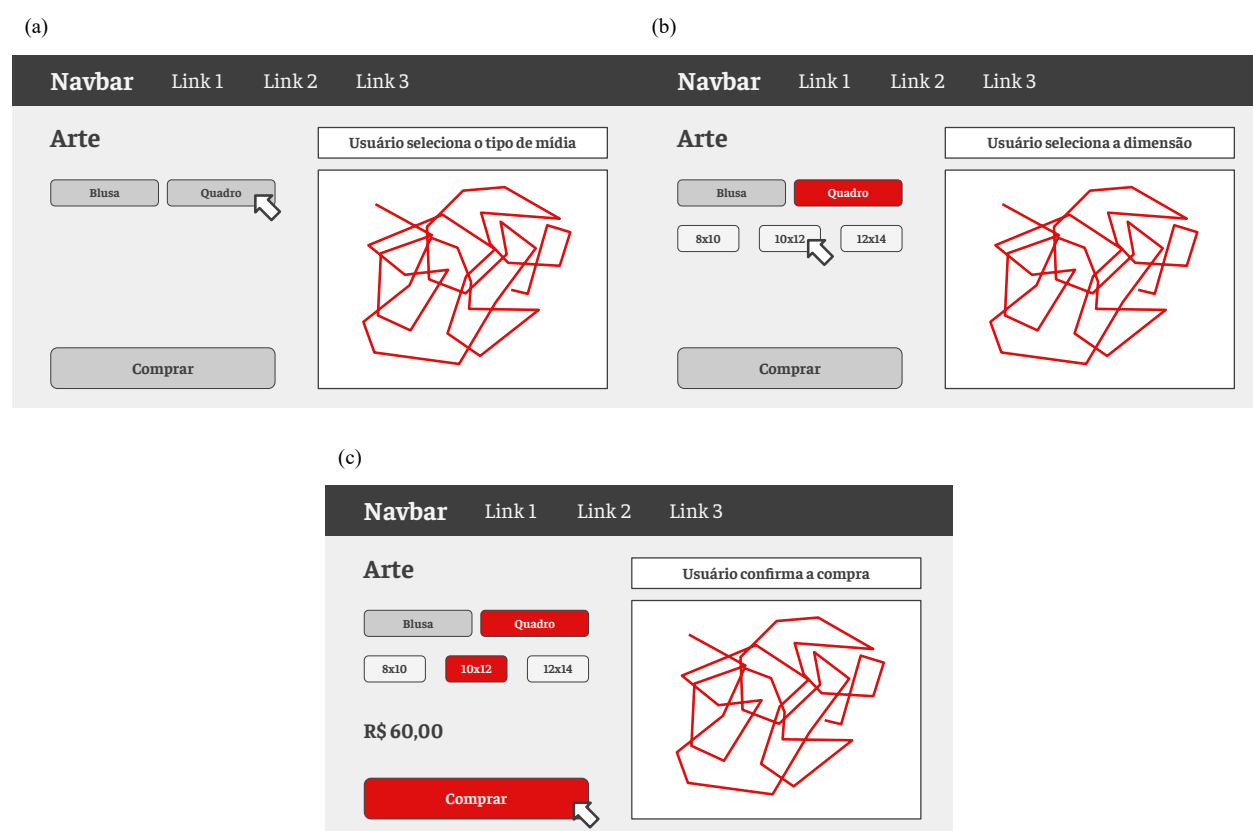 (a)
Navbar Link 1 Link 2 Link 3
Arte
Usuário seleciona o tipo de mídia
Blusa Quadro
Comprar
(b)
Navbar Link 1 Link 2 Link 3
Arte
Usuário seleciona a dimensão
Blusa Quadro
8x10 10x12 12x14
Comprar
(c)
Navbar Link 1 Link 2 Link 3
Arte
Usuário confirma a compra
Blusa Quadro
8x10 10x12 12x14
R$ 60,00
Comprar